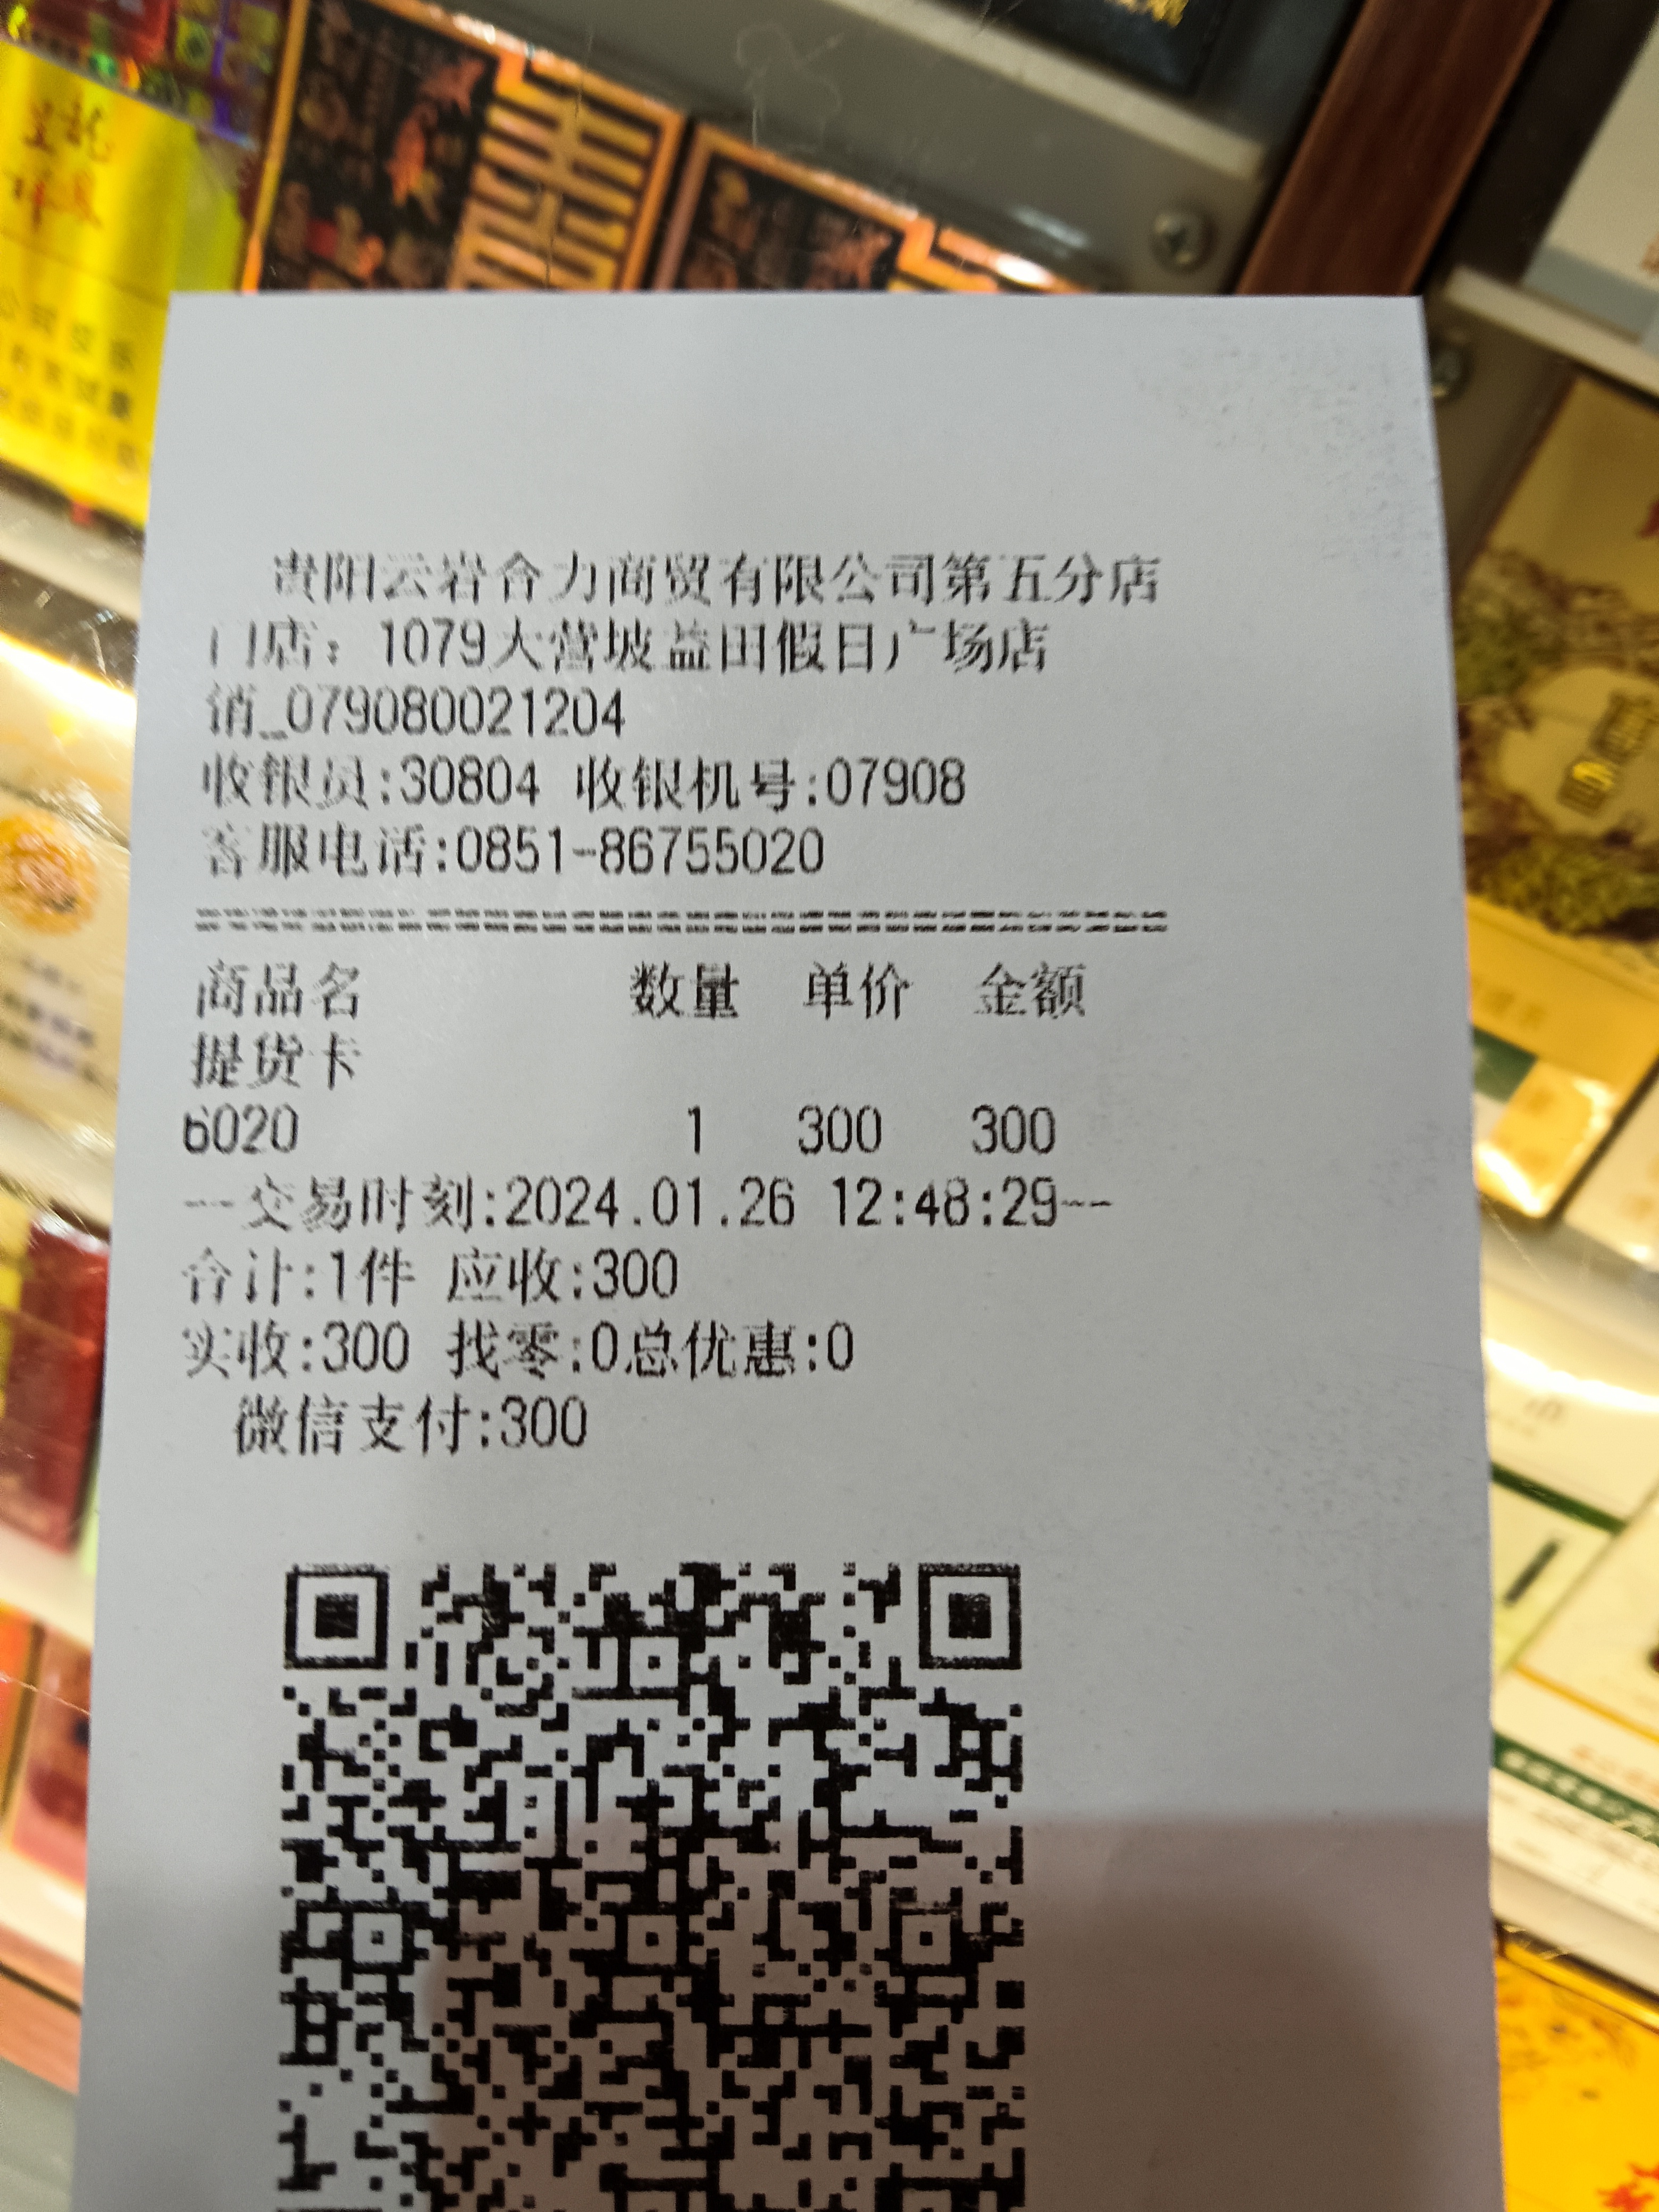 贵阳云岩合力商贸有限公司第五分店
门店：1079大营坡益田假日广场店
销_079080021204
收银员:30804 收银机号:07908
客服电话:0851-86755020
商品名 数量 单价 金额
提货卡
6020 1 300 300
--交易时刻:2024.01.26 12:48:29--
合计:1件 应收:300
实收:300 找零:0总优惠:0
微信支付:300